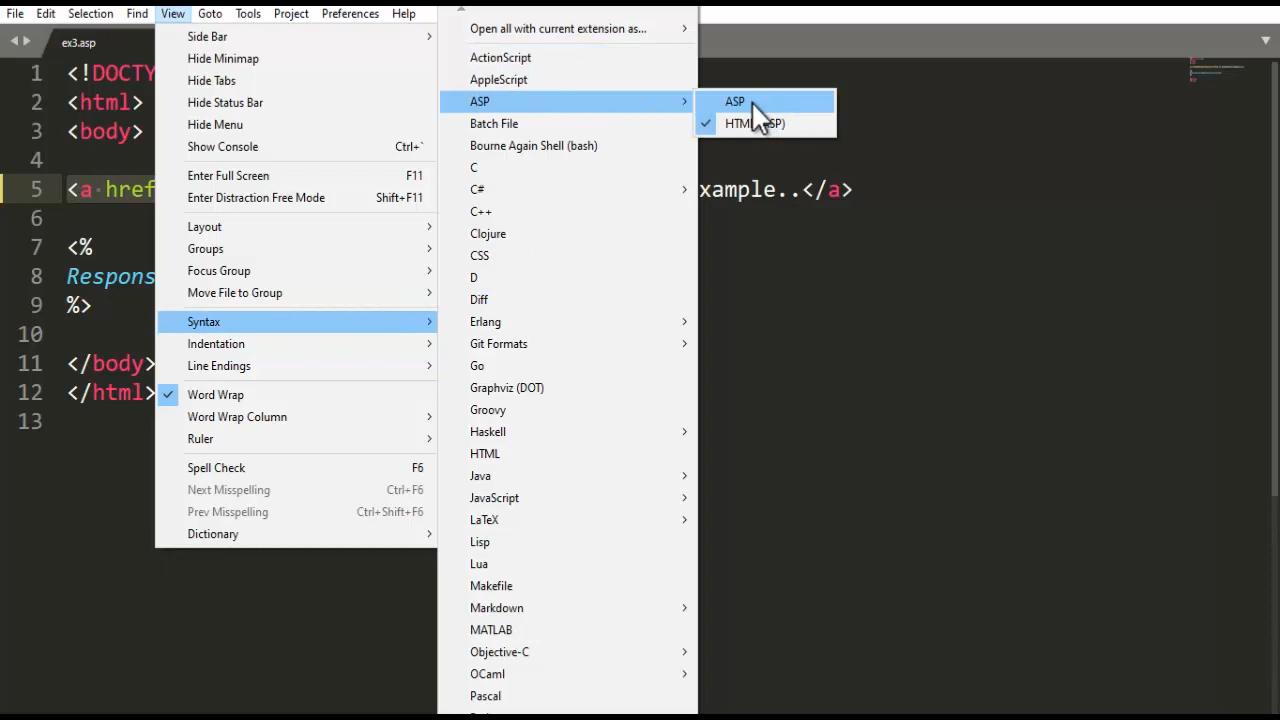 File Edit Selection Find View Goto Tools Project Preferences Help
ex3.asp
1 <!DOCTY
2 <html>
3 <body>
4
5 <a href xample..</a>
6
7 <%
8 Respons
9 %>
10
11 </body>
12 </html>
13
Side Bar
Hide Minimap
Hide Tabs
Hide Status Bar
Hide Menu
Show Console Ctrl+`
Enter Full Screen F11
Enter Distraction Free Mode Shift+F11
Layout
Groups
Focus Group
Move File to Group
Syntax
Indentation
Line Endings
Word Wrap
Word Wrap Column
Ruler
Spell Check F6
Next Misspelling Ctrl+F6
Prev Misspelling Ctrl+Shift+F6
Dictionary
Open all with current extension as...
ActionScript
AppleScript
ASP
Batch File
Bourne Again Shell (bash)
C
C#
C++
Clojure
CSS
D
Diff
Erlang
Git Formats
Go
Graphviz (DOT)
Groovy
Haskell
HTML
Java
JavaScript
LaTeX
Lisp
Lua
Makefile
Markdown
MATLAB
Objective-C
OCaml
Pascal
ASP